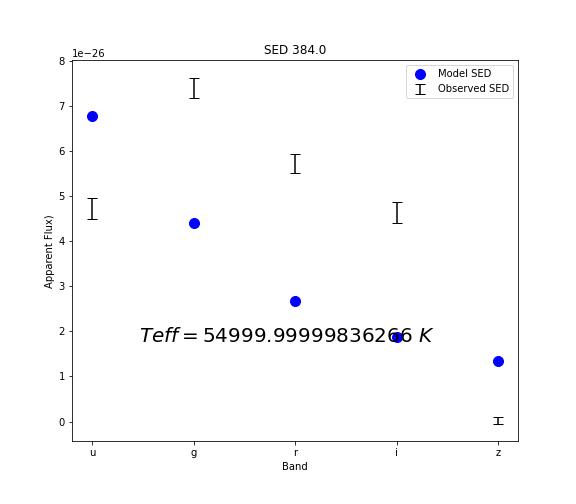 SED 384.0
1e−26
8
7
6
5
4
3
2
1
0
Apparent Flux)
Model SED
Observed SED
Teff = 54999.99999836266 K
u g r i z
Band